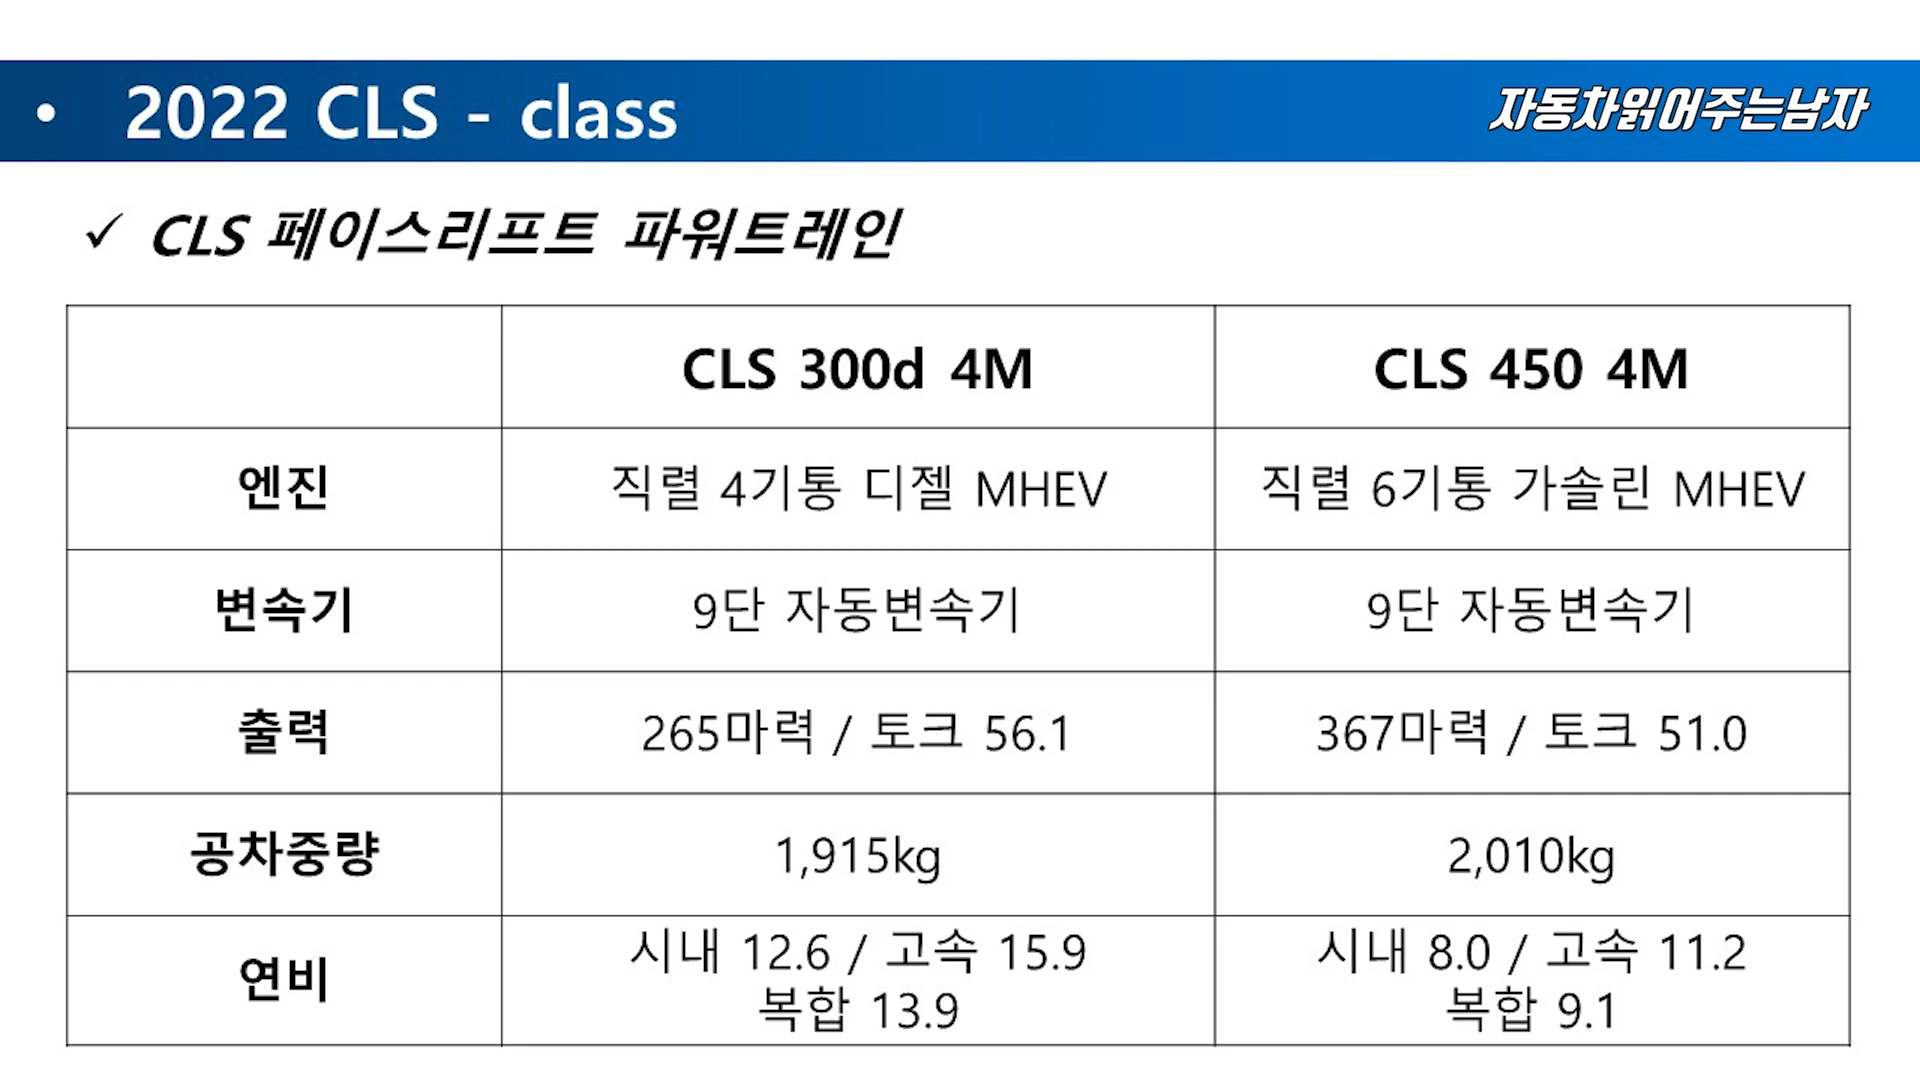 • 2022 CLS - class
자동차읽어주는남자
✓ CLS 페이스리프트 파워트레인
CLS 300d 4M CLS 450 4M
엔진 직렬 4기통 디젤 MHEV 직렬 6기통 가솔린 MHEV
변속기 9단 자동변속기 9단 자동변속기
출력 265마력 / 토크 56.1 367마력 / 토크 51.0
공차중량 1,915kg 2,010kg
연비 시내 12.6 / 고속 15.9 시내 8.0 / 고속 11.2
복합 13.9 복합 9.1